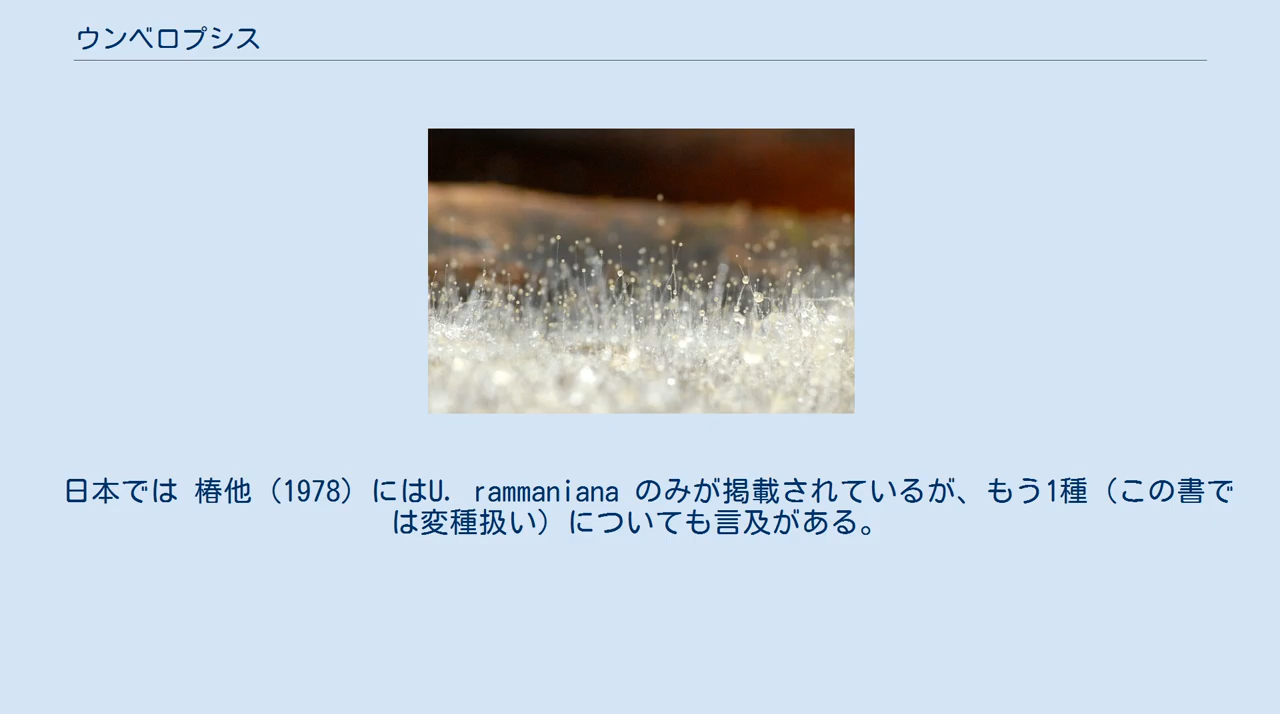 ウンベロプシス
日本では 椿他（1978）にはU. rammaniana のみが掲載されているが、もう1種（この書で
は変種扱い）についても言及がある。